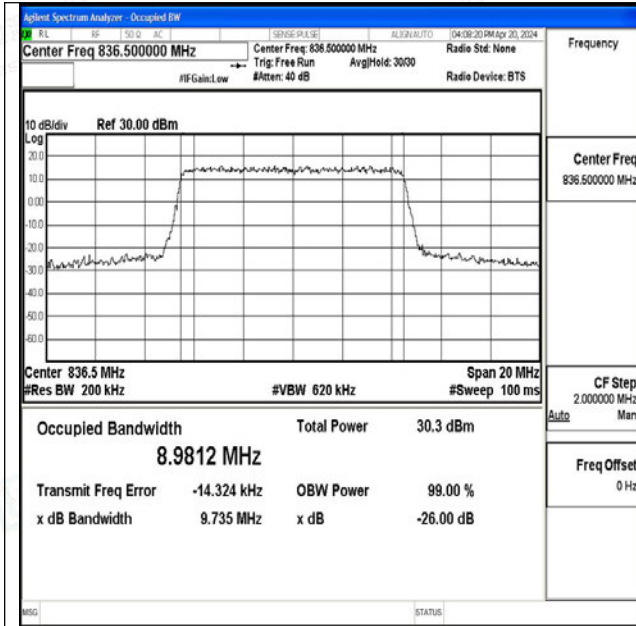 Agilent Spectrum Analyzer - Occupied BW
RL RF 50 Ω AC SENSE:PULSE ALIGNAUTO 04:08:20 PM Apr 20, 2024
Center Freq 836.500000 MHz
Center Freq: 836.500000 MHz
Radio Std: None
Trig: Free Run Avg|Hold: 30/30
#IFGain:Low #Atten: 40 dB Radio Device: BTS
10 dB/div Ref 30.00 dBm
Log
20.0
10.0
0.00
-10.0
-20.0
-30.0
-40.0
-50.0
-60.0
Center 836.5 MHz Span 20 MHz
#Res BW 200 kHz #VBW 620 kHz #Sweep 100 ms
Occupied Bandwidth Total Power 30.3 dBm
8.9812 MHz
Transmit Freq Error -14.324 kHz OBW Power 99.00 %
x dB Bandwidth 9.735 MHz x dB -26.00 dB
MSG STATUS
Frequency
Center Freq
836.500000 MHz
CF Step
2.000000 MHz
Auto Man
Freq Offset
0 Hz